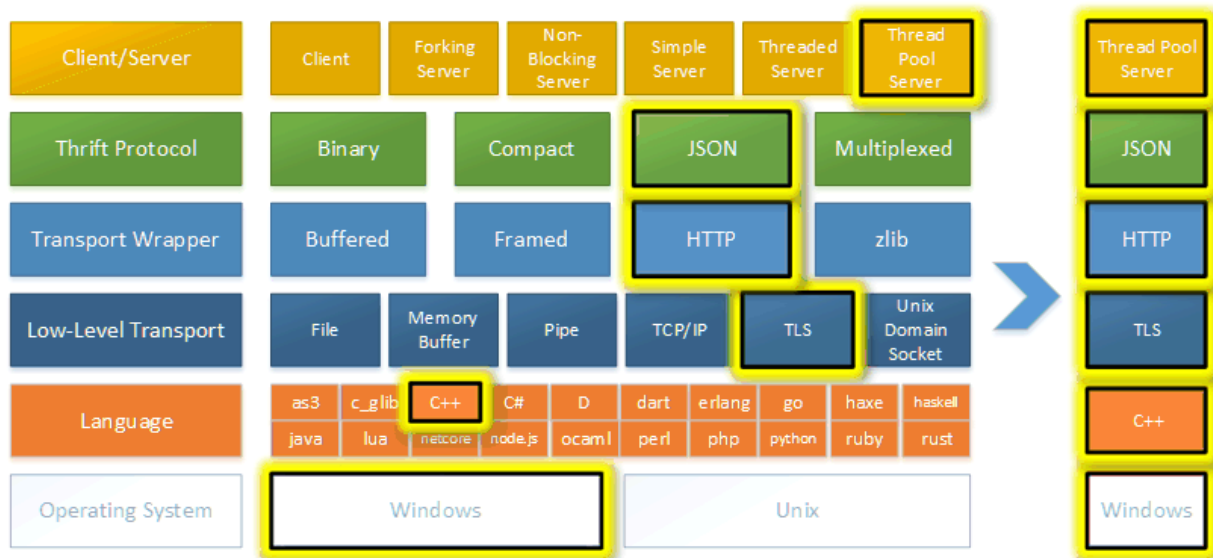 Client/Server
Client
Forking
Server
Non-
Blocking
Server
Simple
Server
Threaded
Server
Thread
Pool
Server
Thread Pool
Server
Thrift Protocol
Binary
Compact
JSON
Multiplexed
JSON
Transport Wrapper
Buffered
Framed
HTTP
zlib
HTTP
Low-Level Transport
File
Memory
Buffer
Pipe
TCP/IP
TLS
Unix
Domain
Socket
TLS
Language
as3
c_glib
C++
C#
D
dart
erlang
go
haxe
haskell
java
lua
netcore
node.js
ocaml
perl
php
python
ruby
rust
C++
Operating System
Windows
Unix
Windows